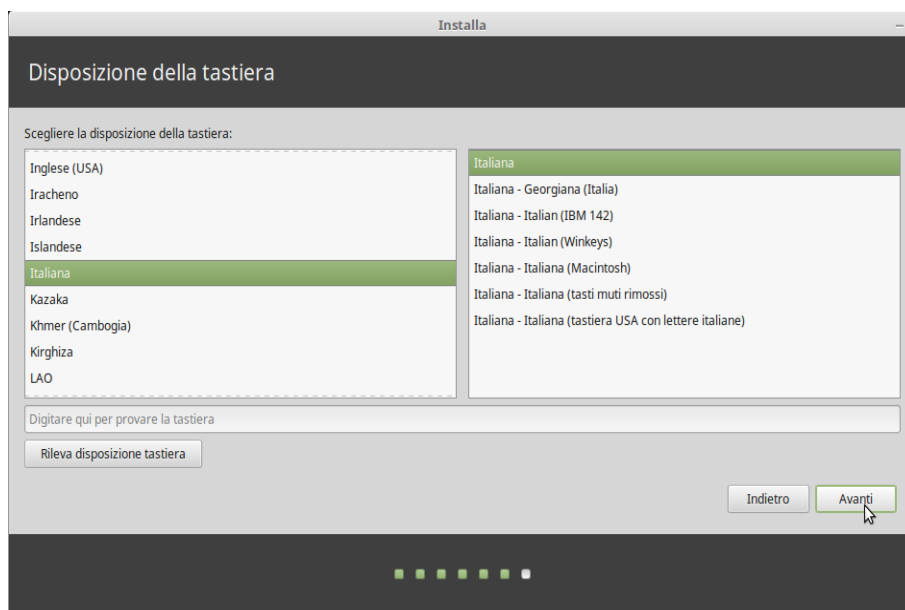 Installa
Disposizione della tastiera
Scegliere la disposizione della tastiera:
Inglese (USA)
Iracheno
Irlandese
Islandese
Italiana
Kazaka
Khmer (Cambogia)
Kirghiza
LAO
Italiana
Italiana - Georgiana (Italia)
Italiana - Italian (IBM 142)
Italiana - Italian (Winkeys)
Italiana - Italiana (Macintosh)
Italiana - Italiana (tasti muti rimossi)
Italiana - Italiana (tastiera USA con lettere italiane)
Digitare qui per provare la tastiera
Rileva disposizione tastiera
Indietro
Avanti